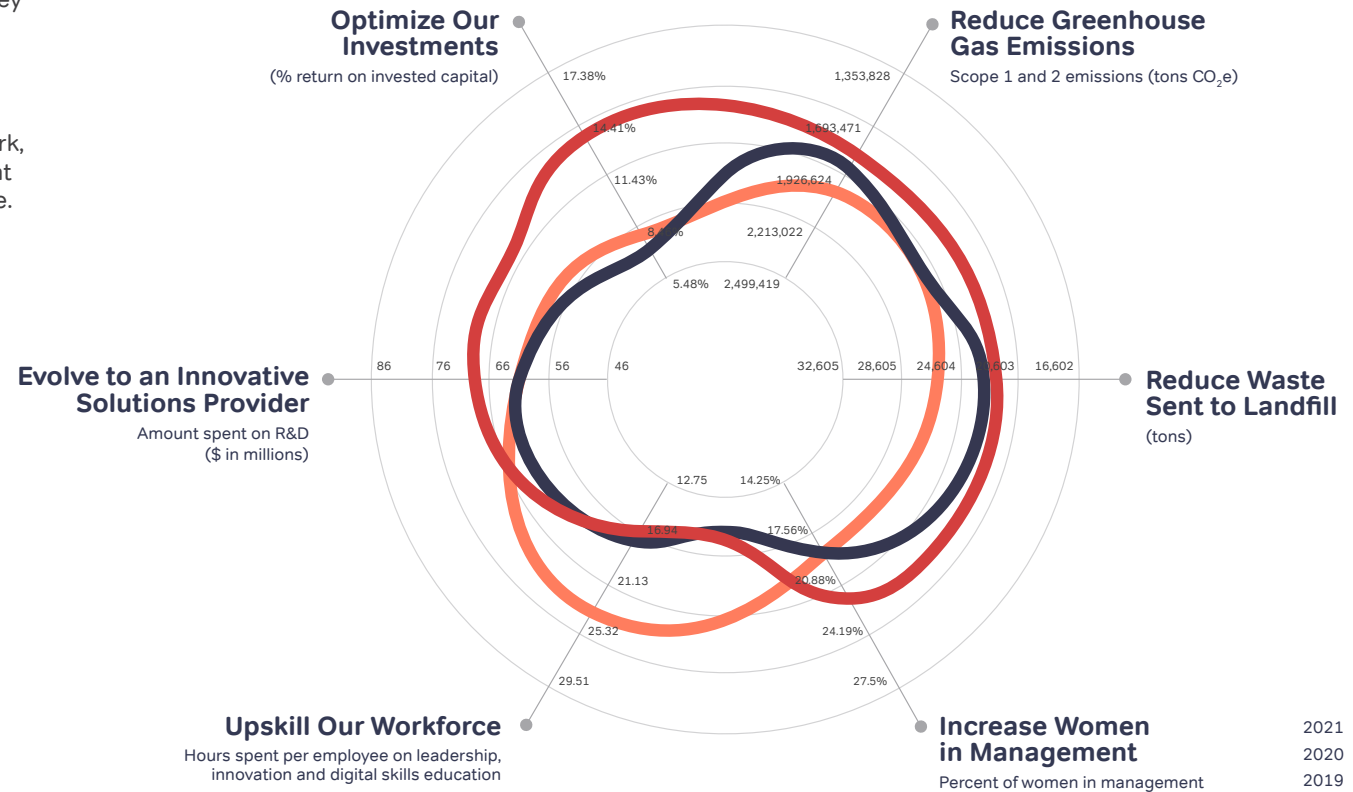 ey
rk,
nt
e.
Optimize Our
Investments
(% return on invested capital)
17.38%
14.41%
11.43%
5.48%
Reduce Greenhouse
Gas Emissions
Scope 1 and 2 emissions (tons CO₂e)
1,353,828
1,693,471
1,926,624
2,213,022
2,499,419
Evolve to an Innovative
Solutions Provider
Amount spent on R&D
($ in millions)
86
76
66
56
46
32,605
28,605
24,604
16,602
Reduce Waste
Sent to Landfill
(tons)
12.75
16.94
21.13
25.32
29.51
14.25%
17.56%
20.88%
24.19%
27.5%
Upskill Our Workforce
Hours spent per employee on leadership,
innovation and digital skills education
Increase Women
in Management
Percent of women in management
2021
2020
2019